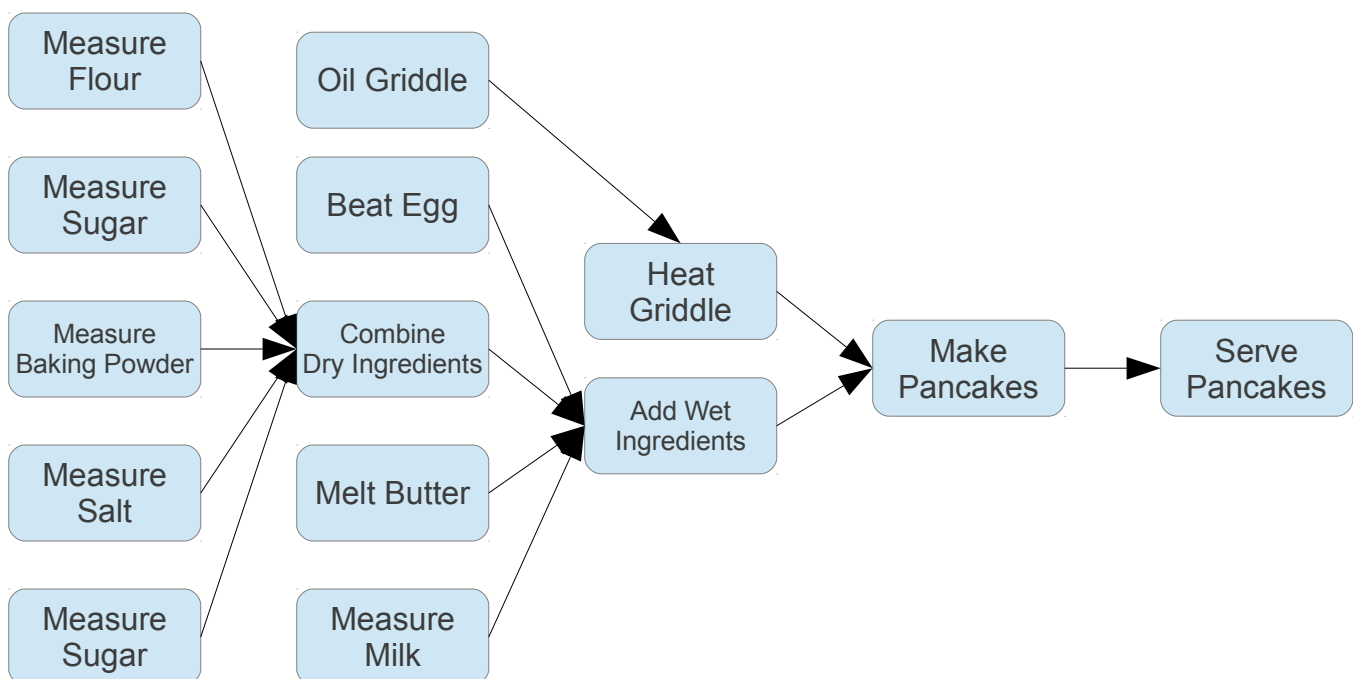 Measure
Flour
Measure
Sugar
Measure
Baking Powder
Measure
Salt
Measure
Sugar
Oil Griddle
Beat Egg
Combine
Dry Ingredients
Melt Butter
Measure
Milk
Heat
Griddle
Add Wet
Ingredients
Make
Pancakes
Serve
Pancakes